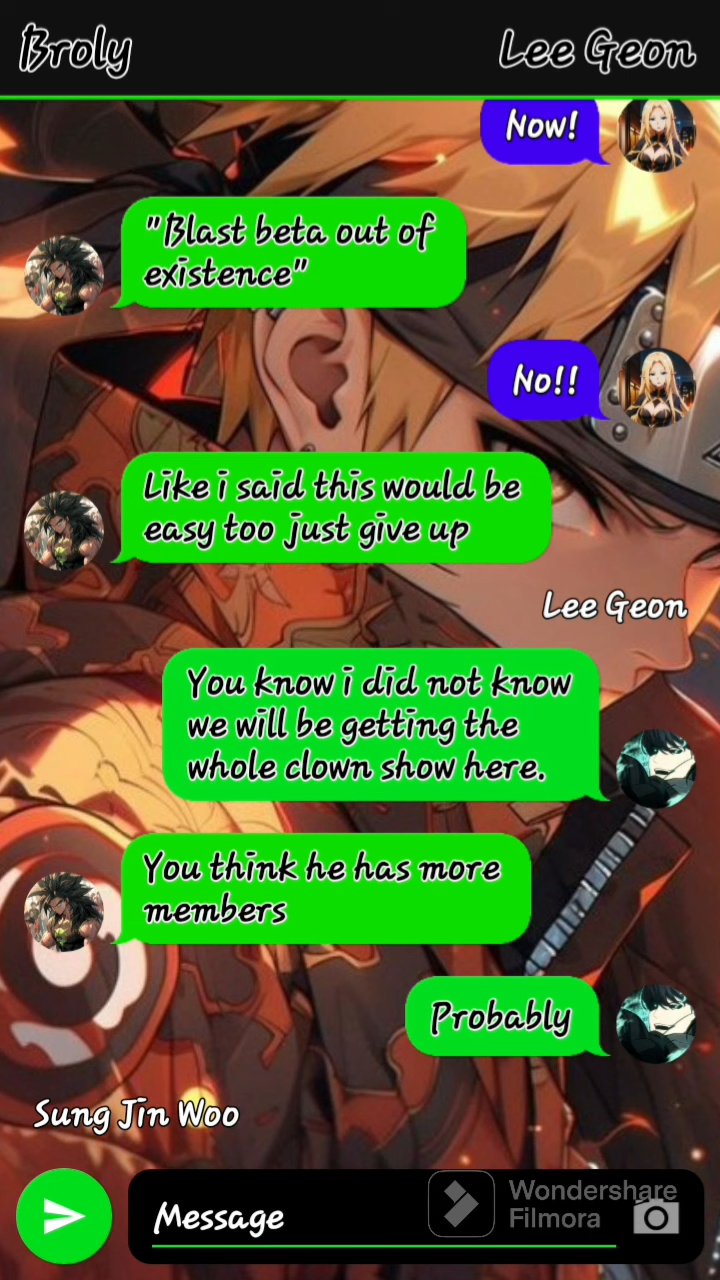 Broly
Lee Geon
Now!
"Blast beta out of
existence"
No!!
Like i said this would be
easy too just give up
Lee Geon
You know i did not know
we will be getting the
whole clown show here.
You think he has more
members
Probably
Sung Jin Woo
Message
Wondershare
Filmora